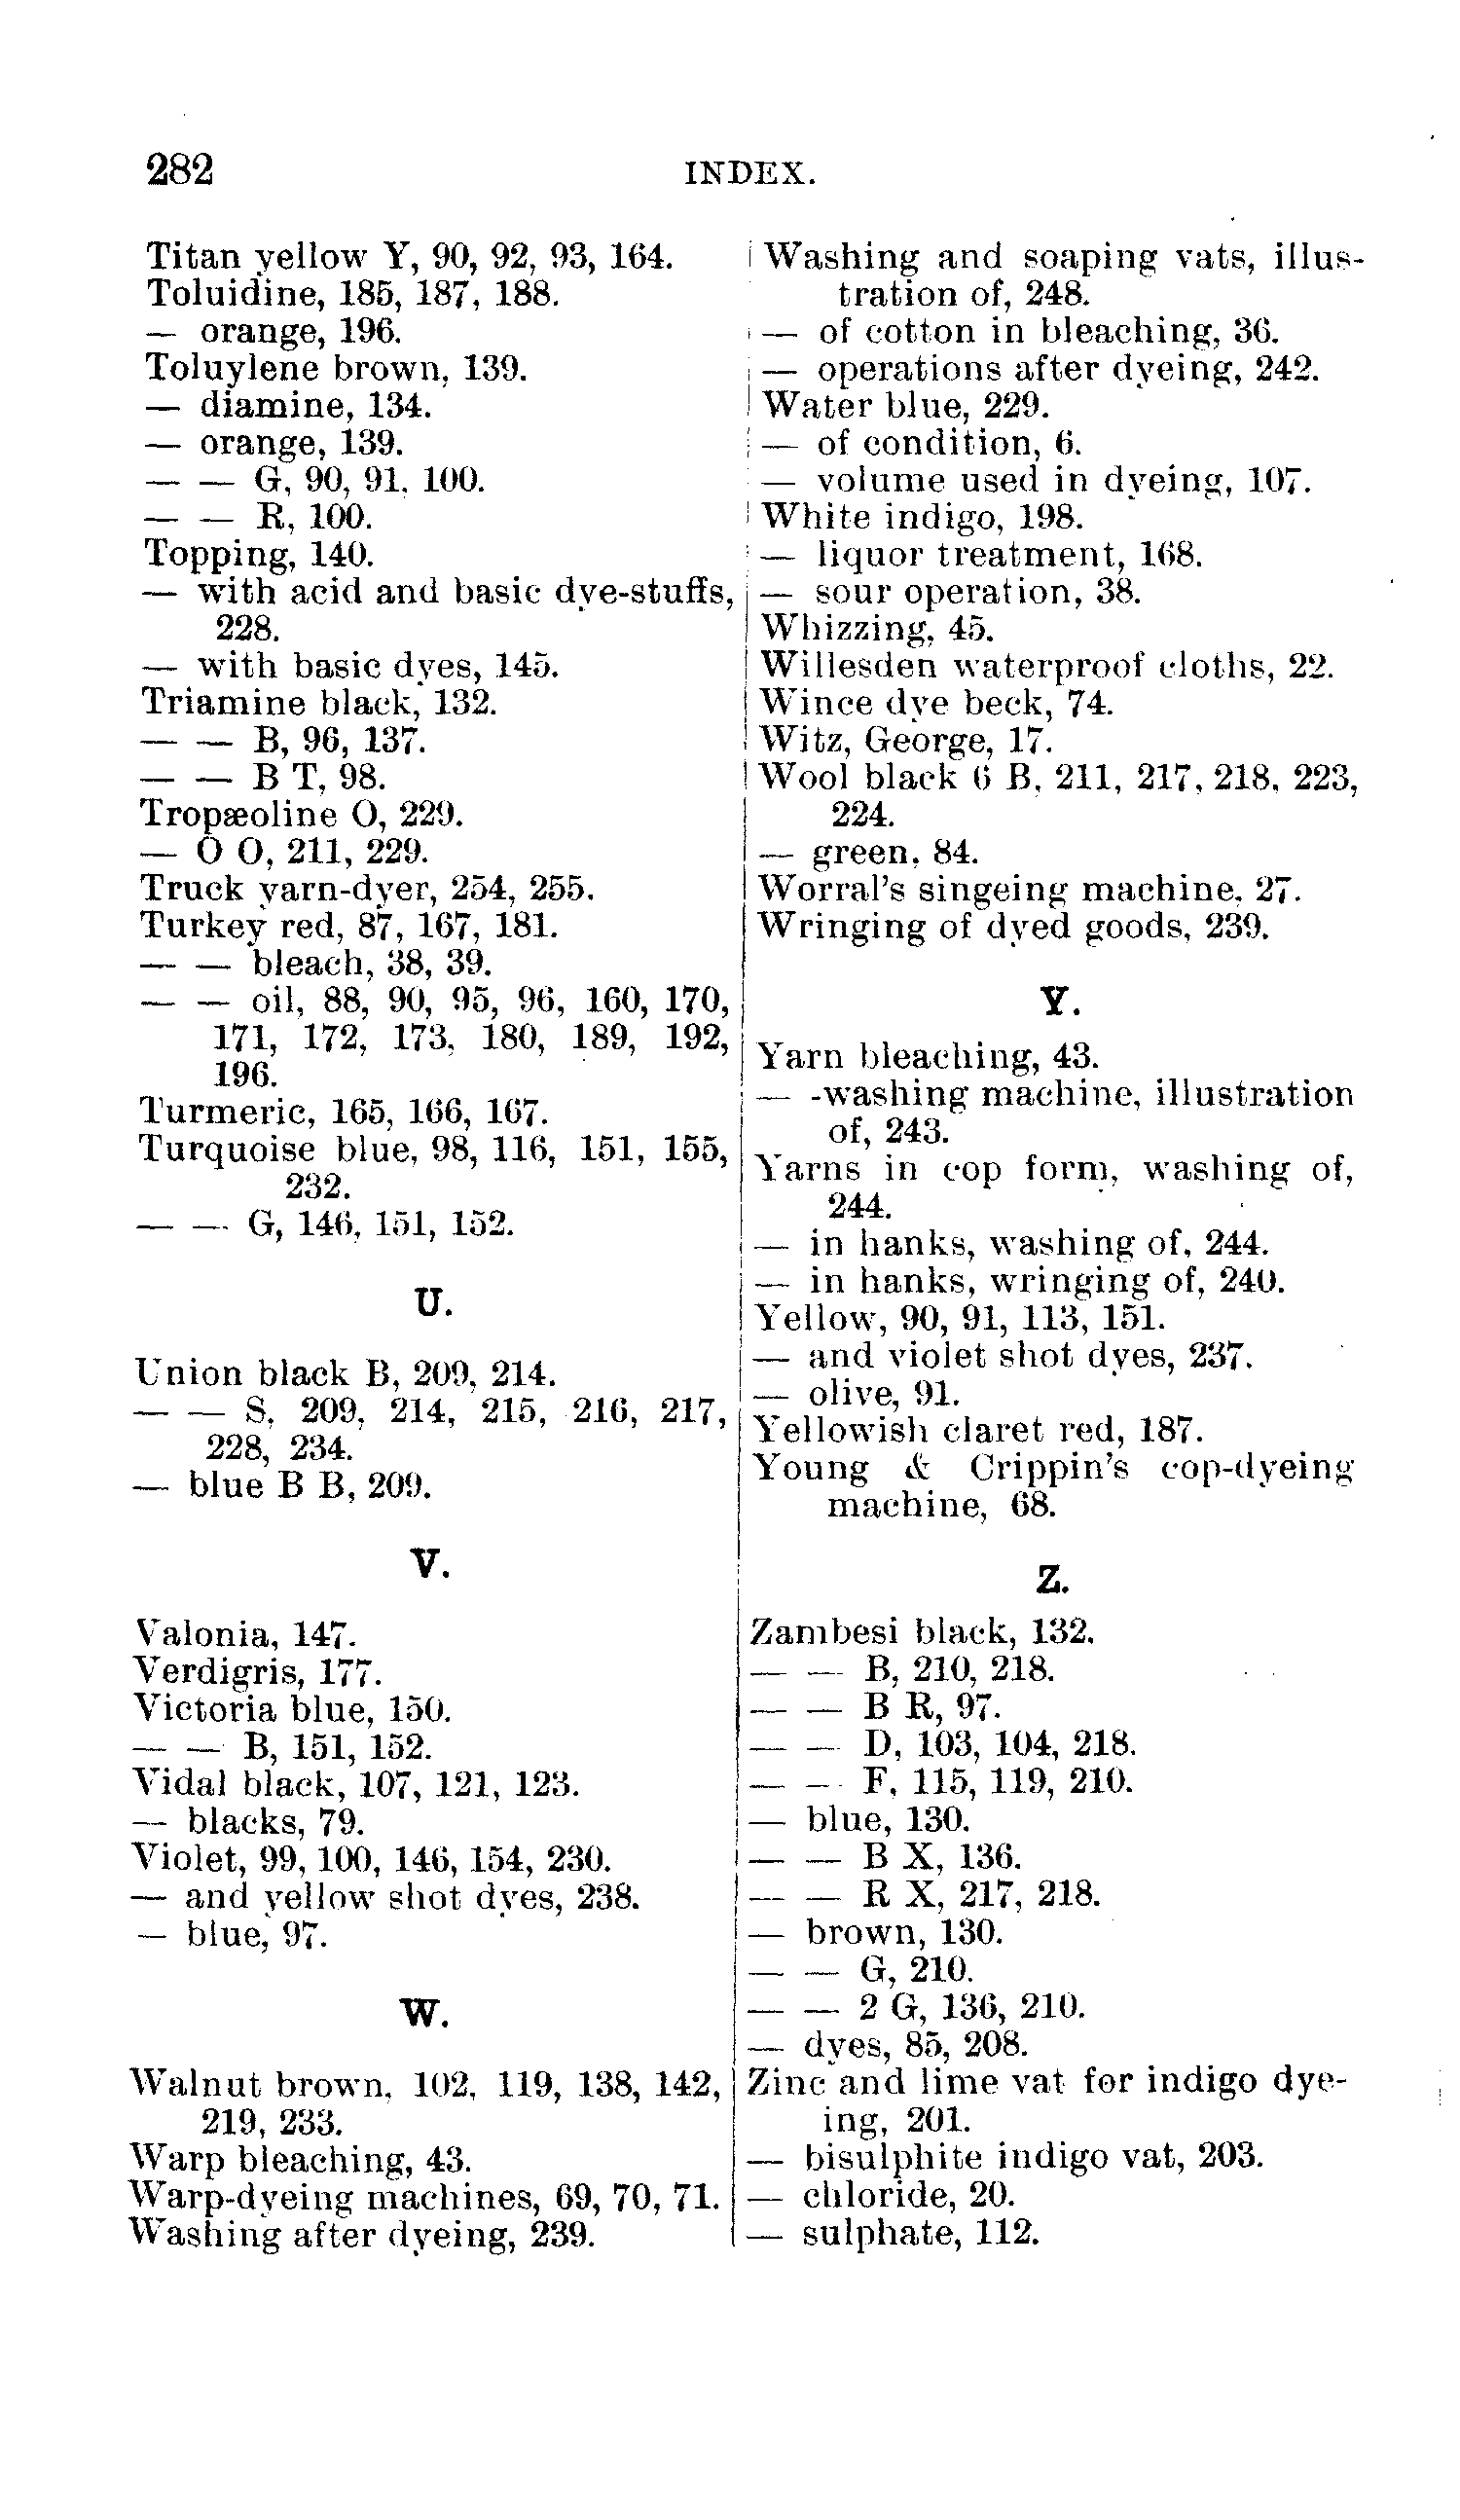 282
INDEX.
Titan yellow Y, 90, 92, 93, 164.
Toluidine, 185, 187, 188.
— orange, 196.
Toluylene brown, 139.
— diamine, 134.
— orange, 139.
— — G, 90, 91, 100.
— — R, 100.
Topping, 140.
— with acid and basic dye-stuffs,
228.
— with basic dyes, 145.
Triamine black, 132.
— — B, 96, 137.
— — B T, 98.
Tropæoline O, 229.
— O O, 211, 229.
Truck yarn-dyer, 254, 255.
Turkey red, 87, 167, 181.
— — bleach, 38, 39.
— — oil, 88, 90, 95, 96, 160, 170,
171, 172, 173, 180, 189, 192,
196.
Turmeric, 165, 166, 167.
Turquoise blue, 98, 116, 151, 155,
232.
— — G, 146, 151, 152.
U.
Union black B, 209, 214.
— — S, 209, 214, 215, 216, 217,
228, 234.
— blue B B, 209.
V.
Valonia, 147.
Verdigris, 177.
Victoria blue, 150.
— — B, 151, 152.
Vidal black, 107, 121, 123.
— blacks, 79.
Violet, 99, 100, 146, 154, 230.
— and yellow shot dyes, 238.
— blue, 97.
W.
Walnut brown, 102, 119, 138, 142,
219, 233.
Warp bleaching, 43.
Warp-dyeing machines, 69, 70, 71.
Washing after dyeing, 239.
Washing and soaping vats, illus-
tration of, 248.
— of cotton in bleaching, 36.
— operations after dyeing, 242.
Water blue, 229.
— of condition, 6.
— volume used in dyeing, 107.
White indigo, 198.
— liquor treatment, 168.
— sour operation, 38.
Whizzing, 45.
Willesden waterproof cloths, 22.
Wince dye beck, 74.
Witz, George, 17.
Wool black 6 B, 211, 217, 218, 223,
224.
— green, 84.
Worral's singeing machine, 27.
Wringing of dyed goods, 239.
Y.
Yarn bleaching, 43.
— -washing machine, illustration
of, 243.
Yarns in cop form, washing of,
244.
— in hanks, washing of, 244.
— in hanks, wringing of, 240.
Yellow, 90, 91, 113, 151.
— and violet shot dyes, 237.
— olive, 91.
Yellowish claret red, 187.
Young & Crippin's cop-dyeing
machine, 68.
Z.
Zambesi black, 132.
— — B, 210, 218.
— — B R, 97.
— — D, 103, 104, 218.
— — F, 115, 119, 210.
— blue, 130.
— — B X, 136.
— — R X, 217, 218.
— brown, 130.
— — G, 210.
— — 2 G, 136, 210.
— dyes, 85, 208.
Zinc and lime vat for indigo dye-
ing, 201.
— bisulphite indigo vat, 203.
— chloride, 20.
— sulphate, 112.